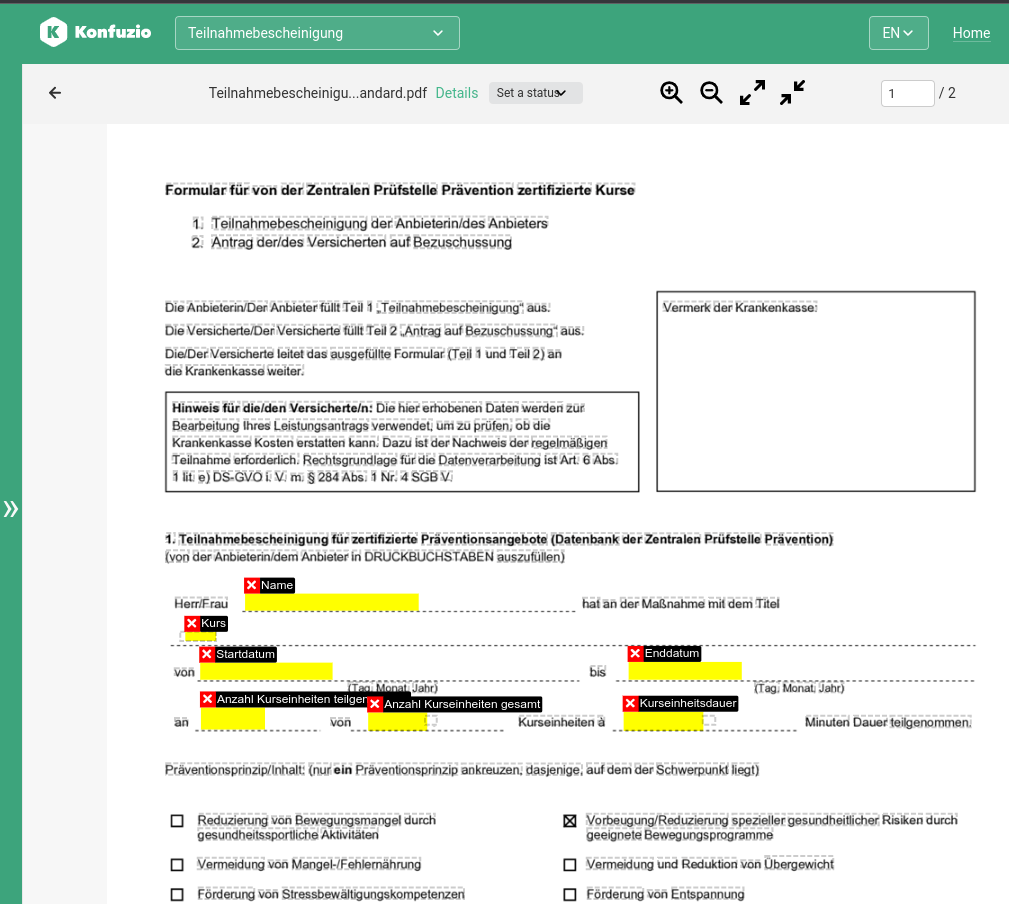 Konfuzio
Teilnahmebescheinigung
EN
Home
Teilnahmebescheinigu...andard.pdf
Details
Set a status
1 / 2
Formular für von der Zentralen Prüfstelle Prävention zertifizierte Kurse
1. Teilnahmebescheinigung der Anbieterin/des Anbieters
2. Antrag der/des Versicherten auf Bezuschussung
Die Anbieterin/Der Anbieter füllt Teil 1 „Teilnahmebescheinigung“ aus.
Die Versicherte/Der Versicherte füllt Teil 2 „Antrag auf Bezuschussung“ aus.
Die/Der Versicherte leitet das ausgefüllte Formular (Teil 1 und Teil 2) an
die Krankenkasse weiter.
Vermerk der Krankenkasse:
Hinweis für die/den Versicherte/n: Die hier erhobenen Daten werden zur
Bearbeitung Ihres Leistungsantrags verwendet, um zu prüfen, ob die
Krankenkasse Kosten erstatten kann. Dazu ist der Nachweis der regelmäßigen
Teilnahme erforderlich. Rechtsgrundlage für die Datenverarbeitung ist Art. 6 Abs.
1 lit. e) DS-GVO i. V. m. § 284 Abs. 1 Nr. 4 SGB V.
1. Teilnahmebescheinigung für zertifizierte Präventionsangebote (Datenbank der Zentralen Prüfstelle Prävention)
(von der Anbieterin/dem Anbieter in DRUCKBUCHSTABEN auszufüllen)
Name
Herr/Frau hat an der Maßnahme mit dem Titel
Kurs
Startdatum Enddatum
von bis
(Tag, Monat, Jahr) (Tag, Monat, Jahr)
Anzahl Kurseinheiten teilgen Anzahl Kurseinheiten gesamt Kurseinheitsdauer
an von Kurseinheiten à Minuten Dauer teilgenommen.
Präventionsprinzip/Inhalt: (nur ein Präventionsprinzip ankreuzen, dasjenige, auf dem der Schwerpunkt liegt)
Reduzierung von Bewegungsmangel durch
gesundheitssportliche Aktivitäten
Vorbeugung/Reduzierung spezieller gesundheitlicher Risiken durch
geeignete Bewegungsprogramme
Vermeidung von Mangel-/Fehlernährung
Vermeidung und Reduktion von Übergewicht
Förderung von Stressbewältigungskompetenzen
Förderung von Entspannung